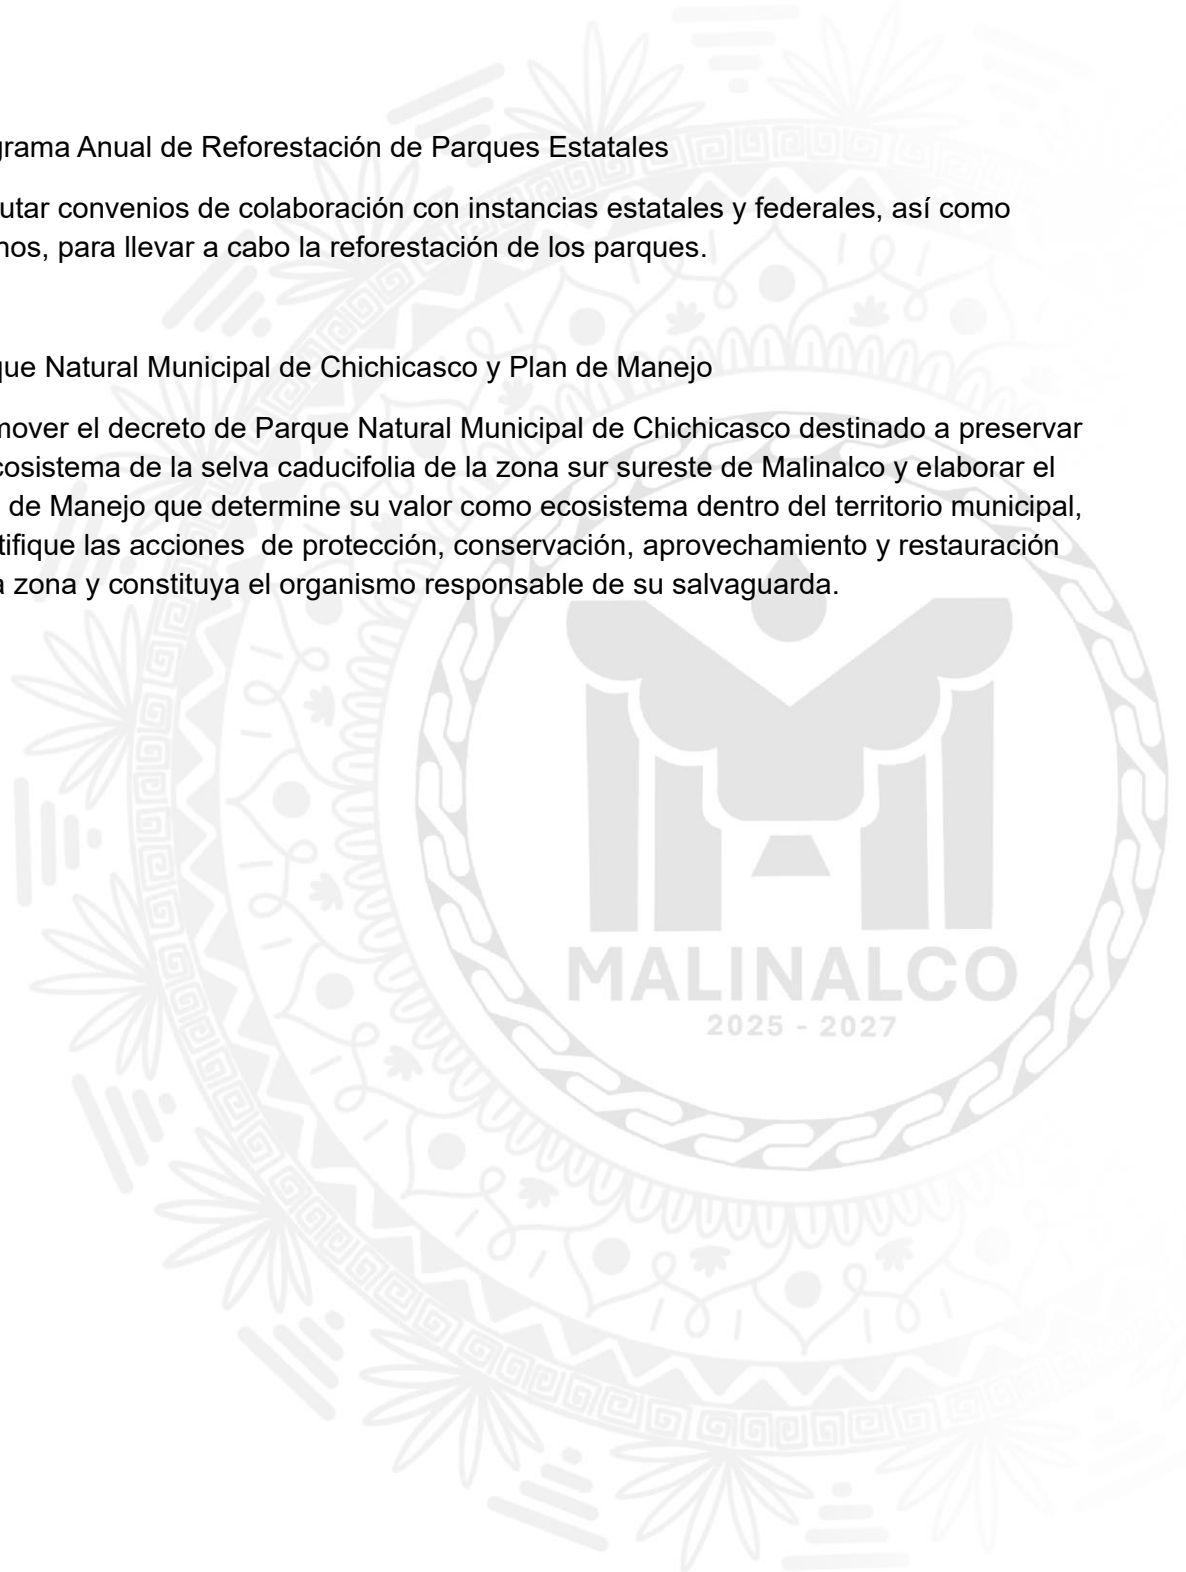 grama Anual de Reforestación de Parques Estatales
utar convenios de colaboración con instancias estatales y federales, así como
nos, para llevar a cabo la reforestación de los parques.
que Natural Municipal de Chichicasco y Plan de Manejo
mover el decreto de Parque Natural Municipal de Chichicasco destinado a preservar
cosistema de la selva caducifolia de la zona sur sureste de Malinalco y elaborar el
de Manejo que determine su valor como ecosistema dentro del territorio municipal,
tifique las acciones de protección, conservación, aprovechamiento y restauración
a zona y constituya el organismo responsable de su salvaguarda.
MALINALCO
2025 - 2027